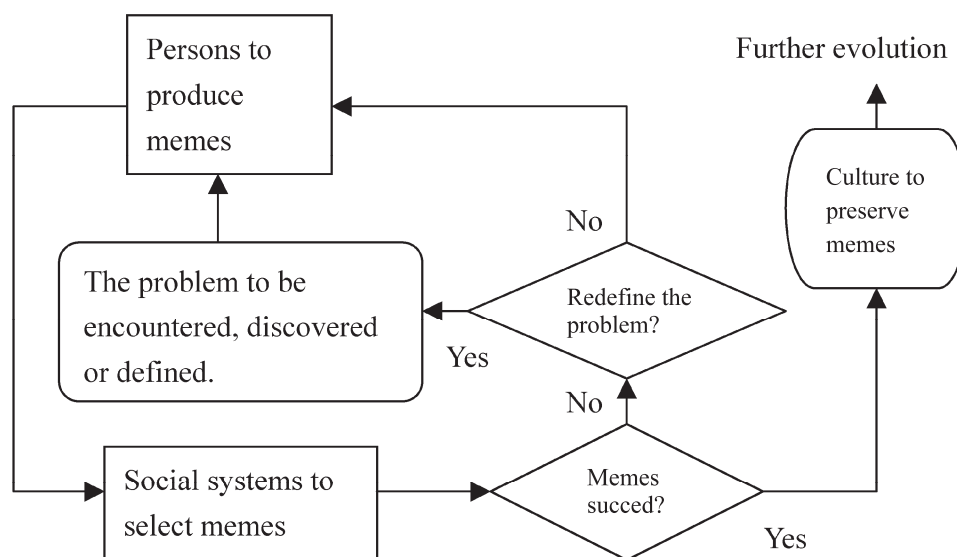 Persons to
produce
memes
Further evolution
Culture to
preserve
memes
No
The problem to be
encountered, discovered
or defined.
Redefine the
problem?
Yes
No
Social systems to
select memes
Memes
succed?
Yes